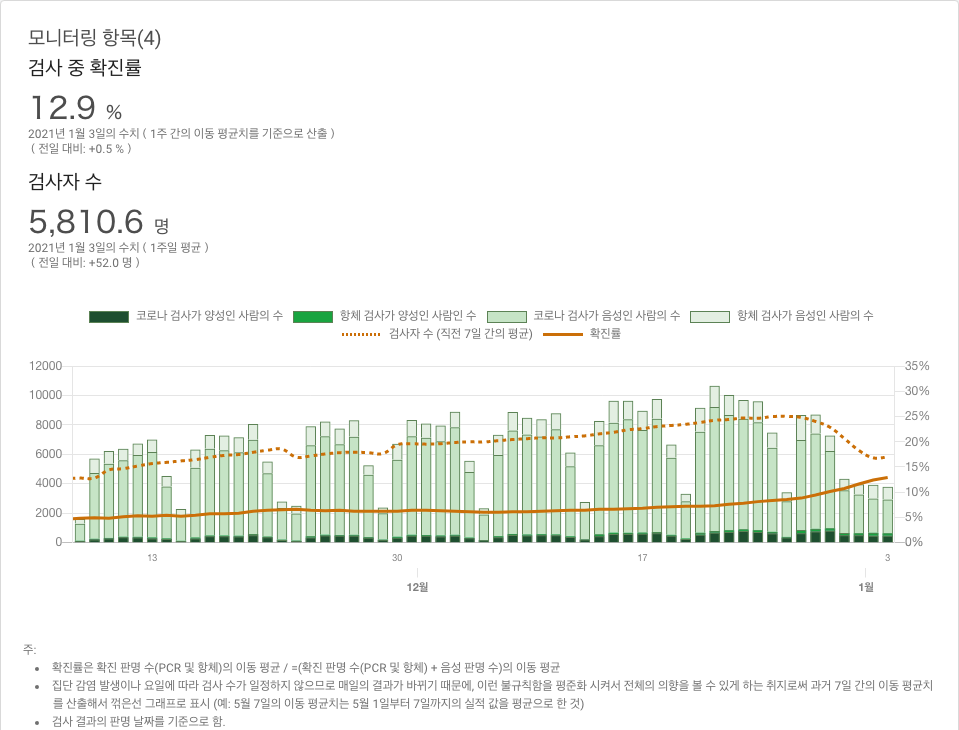 모니터링 항목(4)
검사 중 확진률
12.9 %
2021년 1월 3일의 수치 ( 1주 간의 이동 평균치를 기준으로 산출 )
( 전일 대비: +0.5 % )
검사자 수
5,810.6 명
2021년 1월 3일의 수치 ( 1주일 평균 )
( 전일 대비: +52.0 명 )
코로나 검사가 양성인 사람의 수 항체 검사가 양성인 사람인 수 코로나 검사가 음성인 사람의 수 항체 검사가 음성인 사람의 수
검사자 수 (직전 7일 간의 평균) 확진률
12000 35%
10000 30%
8000 25%
6000 20%
4000 15%
2000 10%
0 5%
0%
13 30 17 3
12월 1월
주:
확진률은 확진 판명 수(PCR 및 항체)의 이동 평균 / =(확진 판명 수(PCR 및 항체) + 음성 판명 수)의 이동 평균
집단 감염 발생이나 요일에 따라 검사 수가 일정하지 않으므로 매일의 결과가 바뀌기 때문에, 이런 불규칙함을 평준화 시켜서 전체의 의향을 볼 수 있게 하는 취지로써 과거 7일 간의 이동 평균치
를 산출해서 꺾은선 그래프로 표시 (예: 5월 7일의 이동 평균치는 5월 1일부터 7일까지의 실적 값을 평균으로 한 것)
검사 결과의 판명 날짜를 기준으로 함.